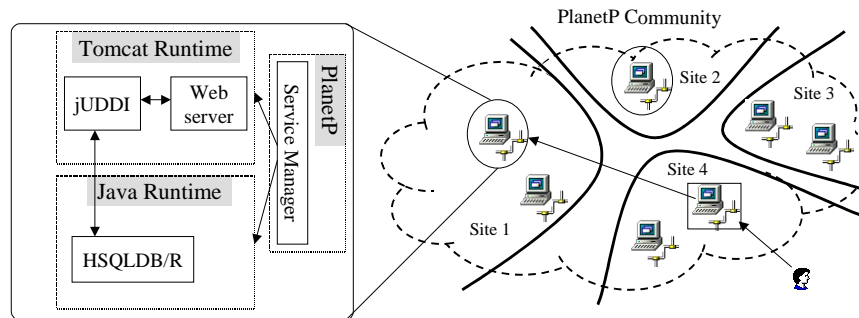 PlanetP Community
Tomcat Runtime
jUDDI
Web
server
PlanetP
Service Manager
Java Runtime
HSQLDB/R
Site 1
Site 2
Site 3
Site 4